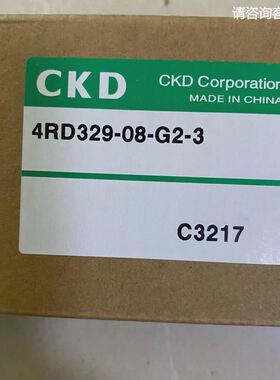 请咨询客
CKD
CKD Corporation
MADE IN CHINA
4RD329-08-G2-3
C3217